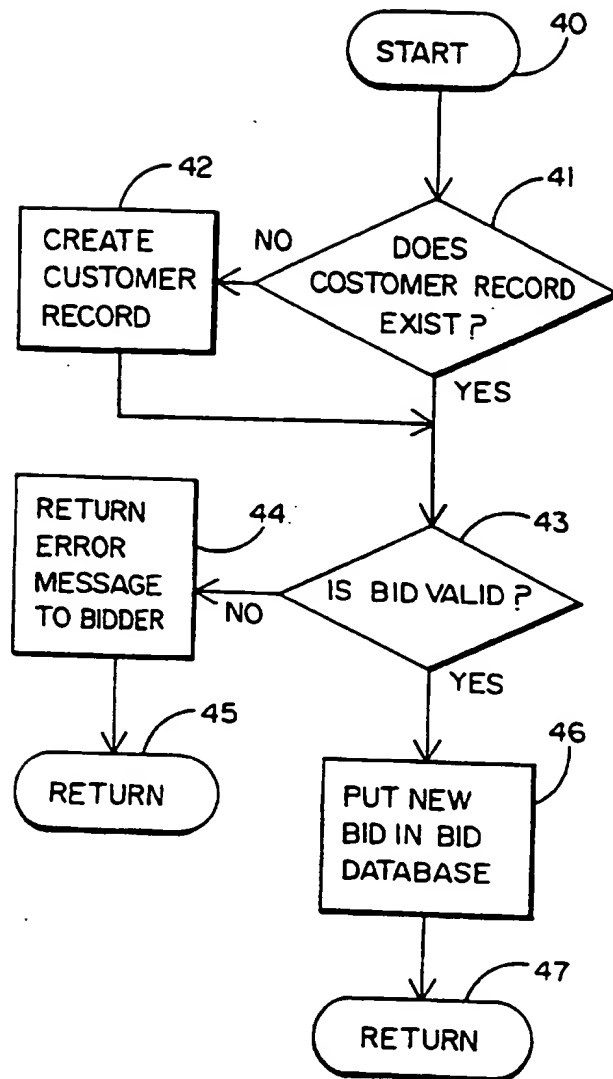 START
40
42
41
CREATE
CUSTOMER
RECORD
NO
DOES
COSTOMER RECORD
EXIST?
YES
RETURN
ERROR
MESSAGE
TO BIDDER
44
43
IS BID VALID?
NO
YES
45
RETURN
46
PUT NEW
BID IN BID
DATABASE
47
RETURN